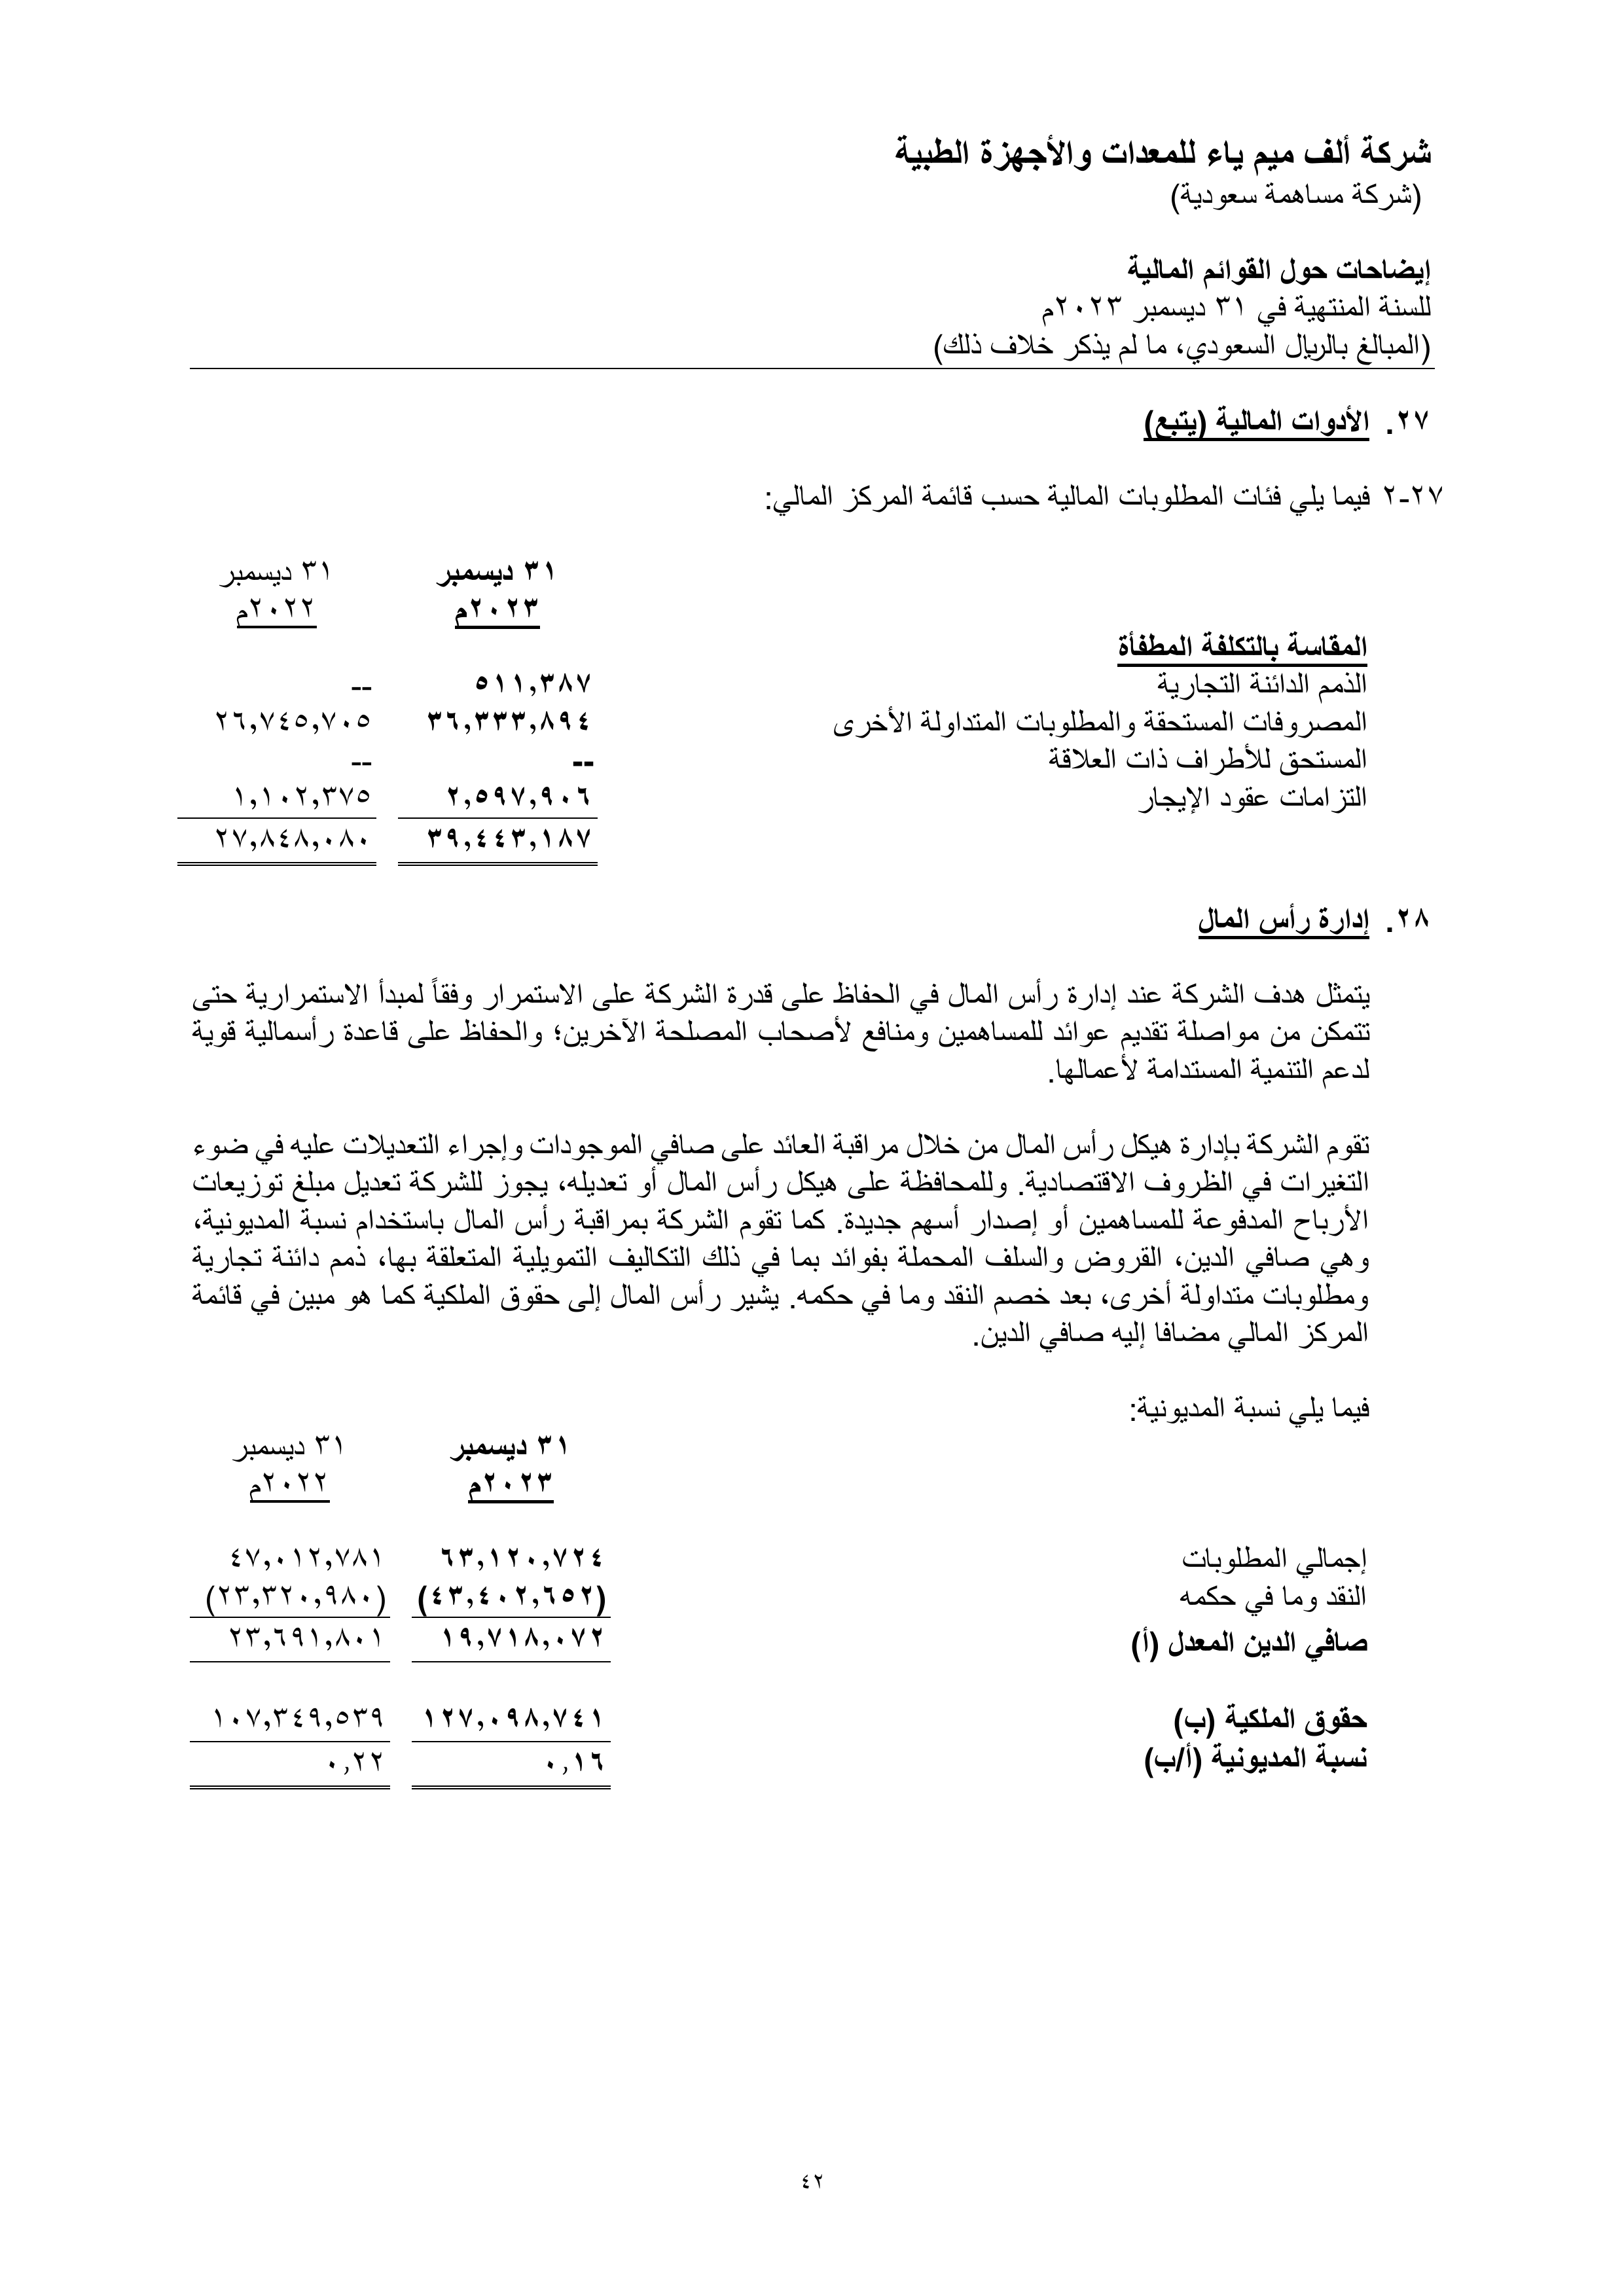 شركة ألف ميم ياء للمعدات والأجهزة الطبية
(شركة مساهمة سعودية)
إيضاحات حول القوائم المالية
للسنة المنتهية في ٣١ ديسمبر ٢٠٢٣م
(المبالغ بالريال السعودي، ما لم يذكر خلاف ذلك)
٢٧. الأدوات المالية (يتبع)
٢-٢٧ فيما يلي فئات المطلوبات المالية حسب قائمة المركز المالي:
٣١ ديسمبر ٣١ ديسمبر
٢٠٢٣م ٢٠٢٢م
المقاسة بالتكلفة المطفأة
الذمم الدائنة التجارية ٥١١,٣٨٧ --
المصروفات المستحقة والمطلوبات المتداولة الأخرى ٣٦,٣٣٣,٨٩٤ ٢٦,٧٤٥,٧٠٥
المستحق للأطراف ذات العلاقة -- --
التزامات عقود الإيجار ٢,٥٩٧,٩٠٦ ١,١٠٢,٣٧٥
٣٩,٤٤٣,١٨٧ ٢٧,٨٤٨,٠٨٠
٢٨. إدارة رأس المال
يتمثل هدف الشركة عند إدارة رأس المال في الحفاظ على قدرة الشركة على الاستمرار وفقاً لمبدأ الاستمرارية حتى
تتمكن من مواصلة تقديم عوائد للمساهمين ومنافع لأصحاب المصلحة الآخرين؛ والحفاظ على قاعدة رأسمالية قوية
لدعم التنمية المستدامة لأعمالها.
تقوم الشركة بإدارة هيكل رأس المال من خلال مراقبة العائد على صافي الموجودات وإجراء التعديلات عليه في ضوء
التغيرات في الظروف الاقتصادية. وللمحافظة على هيكل رأس المال أو تعديله، يجوز للشركة تعديل مبلغ توزيعات
الأرباح المدفوعة للمساهمين أو إصدار أسهم جديدة. كما تقوم الشركة بمراقبة رأس المال باستخدام نسبة المديونية،
وهي صافي الدين، القروض والسلف المحملة بفوائد بما في ذلك التكاليف التمويلية المتعلقة بها، ذمم دائنة تجارية
ومطلوبات متداولة أخرى، بعد خصم النقد وما في حكمه. يشير رأس المال إلى حقوق الملكية كما هو مبين في قائمة
المركز المالي مضافا إليه صافي الدين.
فيما يلي نسبة المديونية:
٣١ ديسمبر ٣١ ديسمبر
٢٠٢٣م ٢٠٢٢م
إجمالي المطلوبات ٦٣,١٢٠,٧٢٤ ٤٧,٠١٢,٧٨١
النقد وما في حكمه (٤٣,٤٠٢,٦٥٢) (٢٣,٣٢٠,٩٨٠)
صافي الدين المعدل (أ) ١٩,٧١٨,٠٧٢ ٢٣,٦٩١,٨٠١
حقوق الملكية (ب) ١٢٧,٠٩٨,٧٤١ ١٠٧,٣٤٩,٥٣٩
نسبة المديونية (أ/ب) ٠,١٦ ٠,٢٢
٤٢